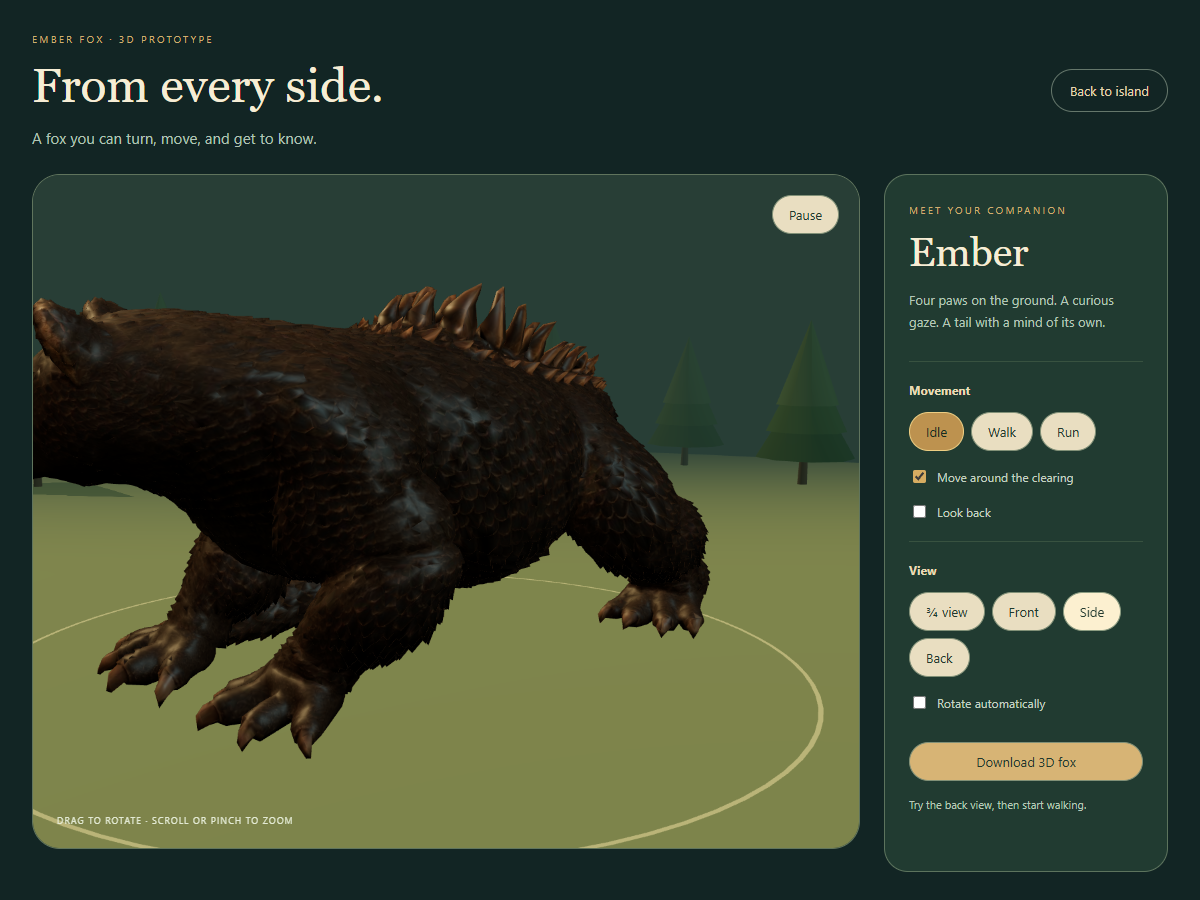 EMBER FOX · 3D PROTOTYPE
From every side.
A fox you can turn, move, and get to know.
Back to island
Pause
DRAG TO ROTATE · SCROLL OR PINCH TO ZOOM
MEET YOUR COMPANION
Ember
Four paws on the ground. A curious
gaze. A tail with a mind of its own.
Movement
Idle Walk Run
Move around the clearing
Look back
View
¾ view Front Side
Back
Rotate automatically
Download 3D fox
Try the back view, then start walking.